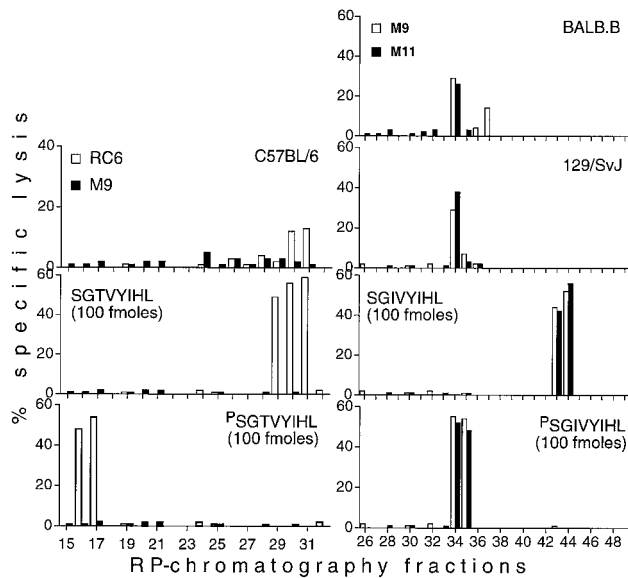 60
40
20
0
M9
M11
BALB.B
40
20
0
RC6
M9
C57BL/6
60
40
20
0
129/SvJ
60
40
20
0
SGTVYIHL
(100 fmoles)
60
40
20
0
SGIVYIHL
(100 fmoles)
60
40
20
0
PSGTVYIHL
(100 fmoles)
60
40
20
0
PSGIVYIHL
(100 fmoles)
15 17 19 21 23 25 27 29 31
26 28 30 32 34 36 38 40 42 44 46 48
% specific lysis
RP-chromatography fractions